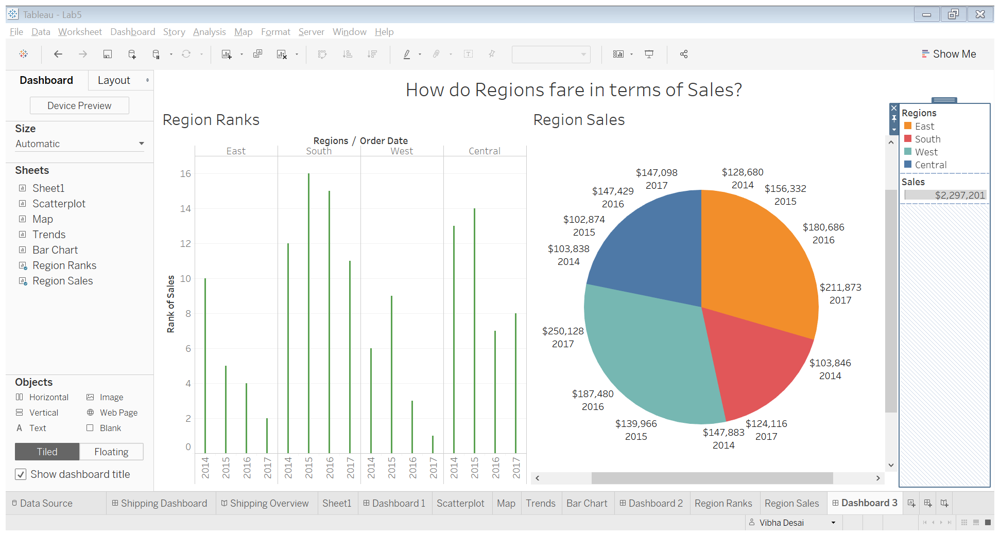 Tableau - Lab5
File Data Worksheet Dashboard Story Analysis Map Format Server Window Help
Show Me
Dashboard Layout
Device Preview
Size
Automatic
Sheets
Sheet1
Scatterplot
Map
Trends
Bar Chart
Region Ranks
Region Sales
Objects
Horizontal Image
Vertical Web Page
A Text Blank
Tiled Floating
Show dashboard title
How do Regions fare in terms of Sales?
Region Ranks
Regions / Order Date
East South West Central
Rank of Sales
16
14
12
10
8
6
4
2
0
2014 2015 2016 2017 2014 2015 2016 2017 2014 2015 2016 2017 2014 2015 2016 2017
Region Sales
$147,098
2017
$128,680
2014
$156,332
2015
$147,429
2016
$102,874
2015
$180,686
2016
$103,838
2014
$211,873
2017
$250,128
2017
$103,846
2014
$187,480
2016
$139,966
2015
$147,883
2014
$124,116
2017
Regions
East
South
West
Central
Sales
$2,297,201
Data Source Shipping Dashboard Shipping Overview Sheet1 Dashboard 1 Scatterplot Map Trends Bar Chart Dashboard 2 Region Ranks Region Sales Dashboard 3
Vibha Desai